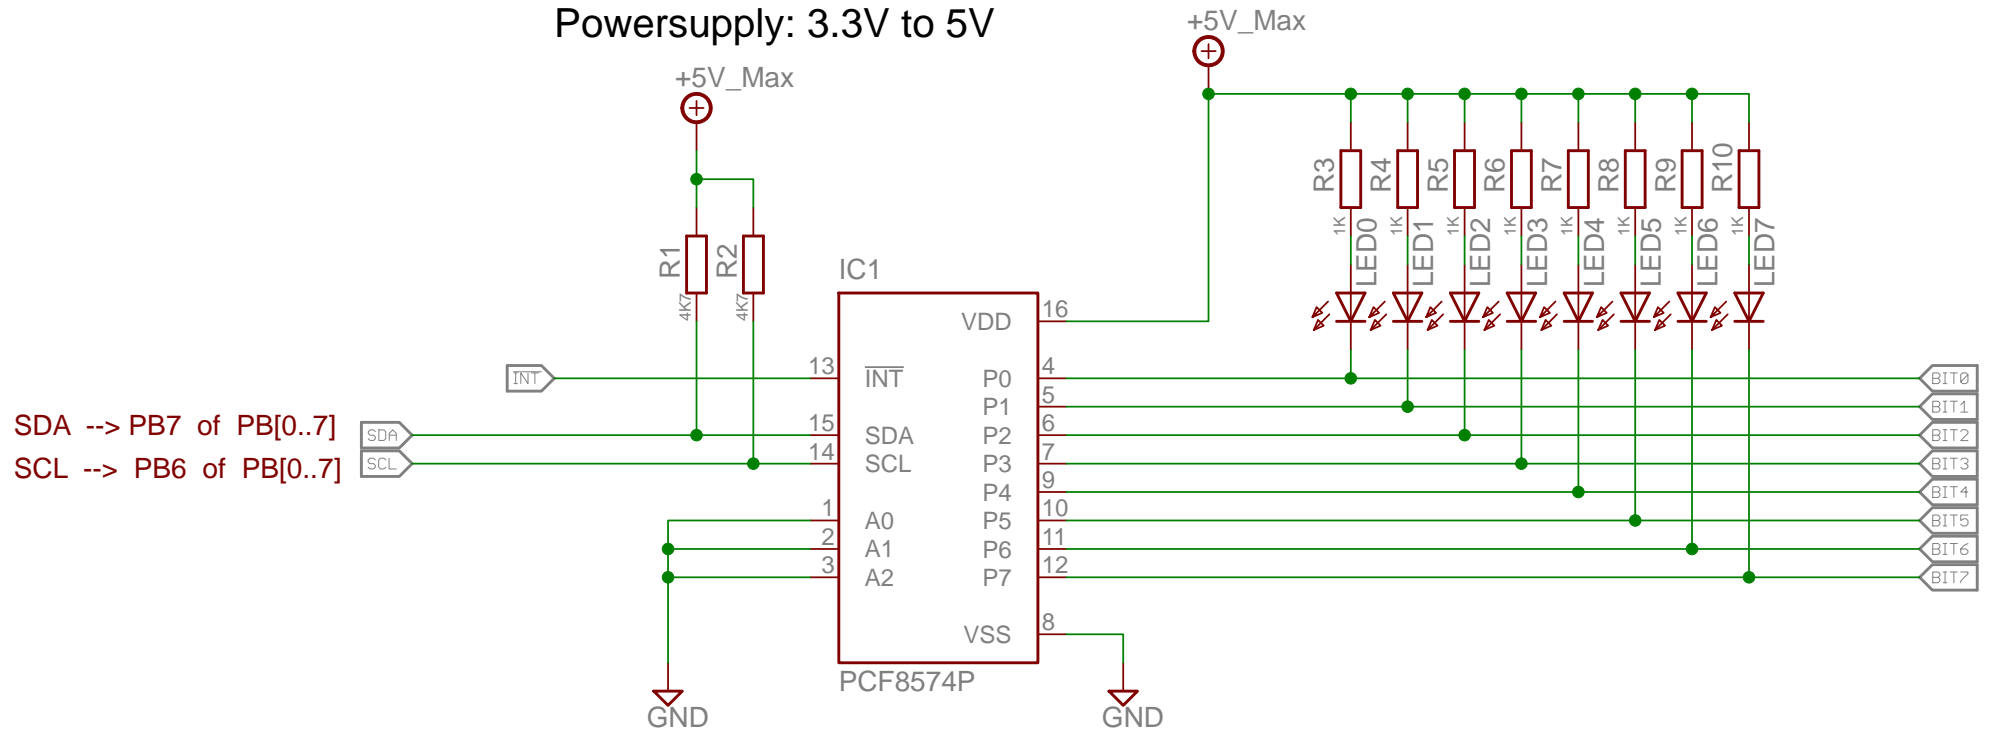 Powersupply: 3.3V to 5V
+5V_Max
+5V_Max
R1
4K7
R2
4K7
R3
1K
LED0
R4
1K
LED1
R5
1K
LED2
R6
1K
LED3
R7
1K
LED4
R8
1K
LED5
R9
1K
LED6
R10
1K
LED7
IC1
VDD 16
INT
13 INT
P0 4
BIT0
P1 5
BIT1
SDA --> PB7 of PB[0..7]
SDA
15 SDA
P2 6
BIT2
SCL --> PB6 of PB[0..7]
SCL
14 SCL
P3 7
BIT3
P4 9
BIT4
1 A0
P5 10
BIT5
2 A1
P6 11
BIT6
3 A2
P7 12
BIT7
VSS 8
PCF8574P
GND
GND